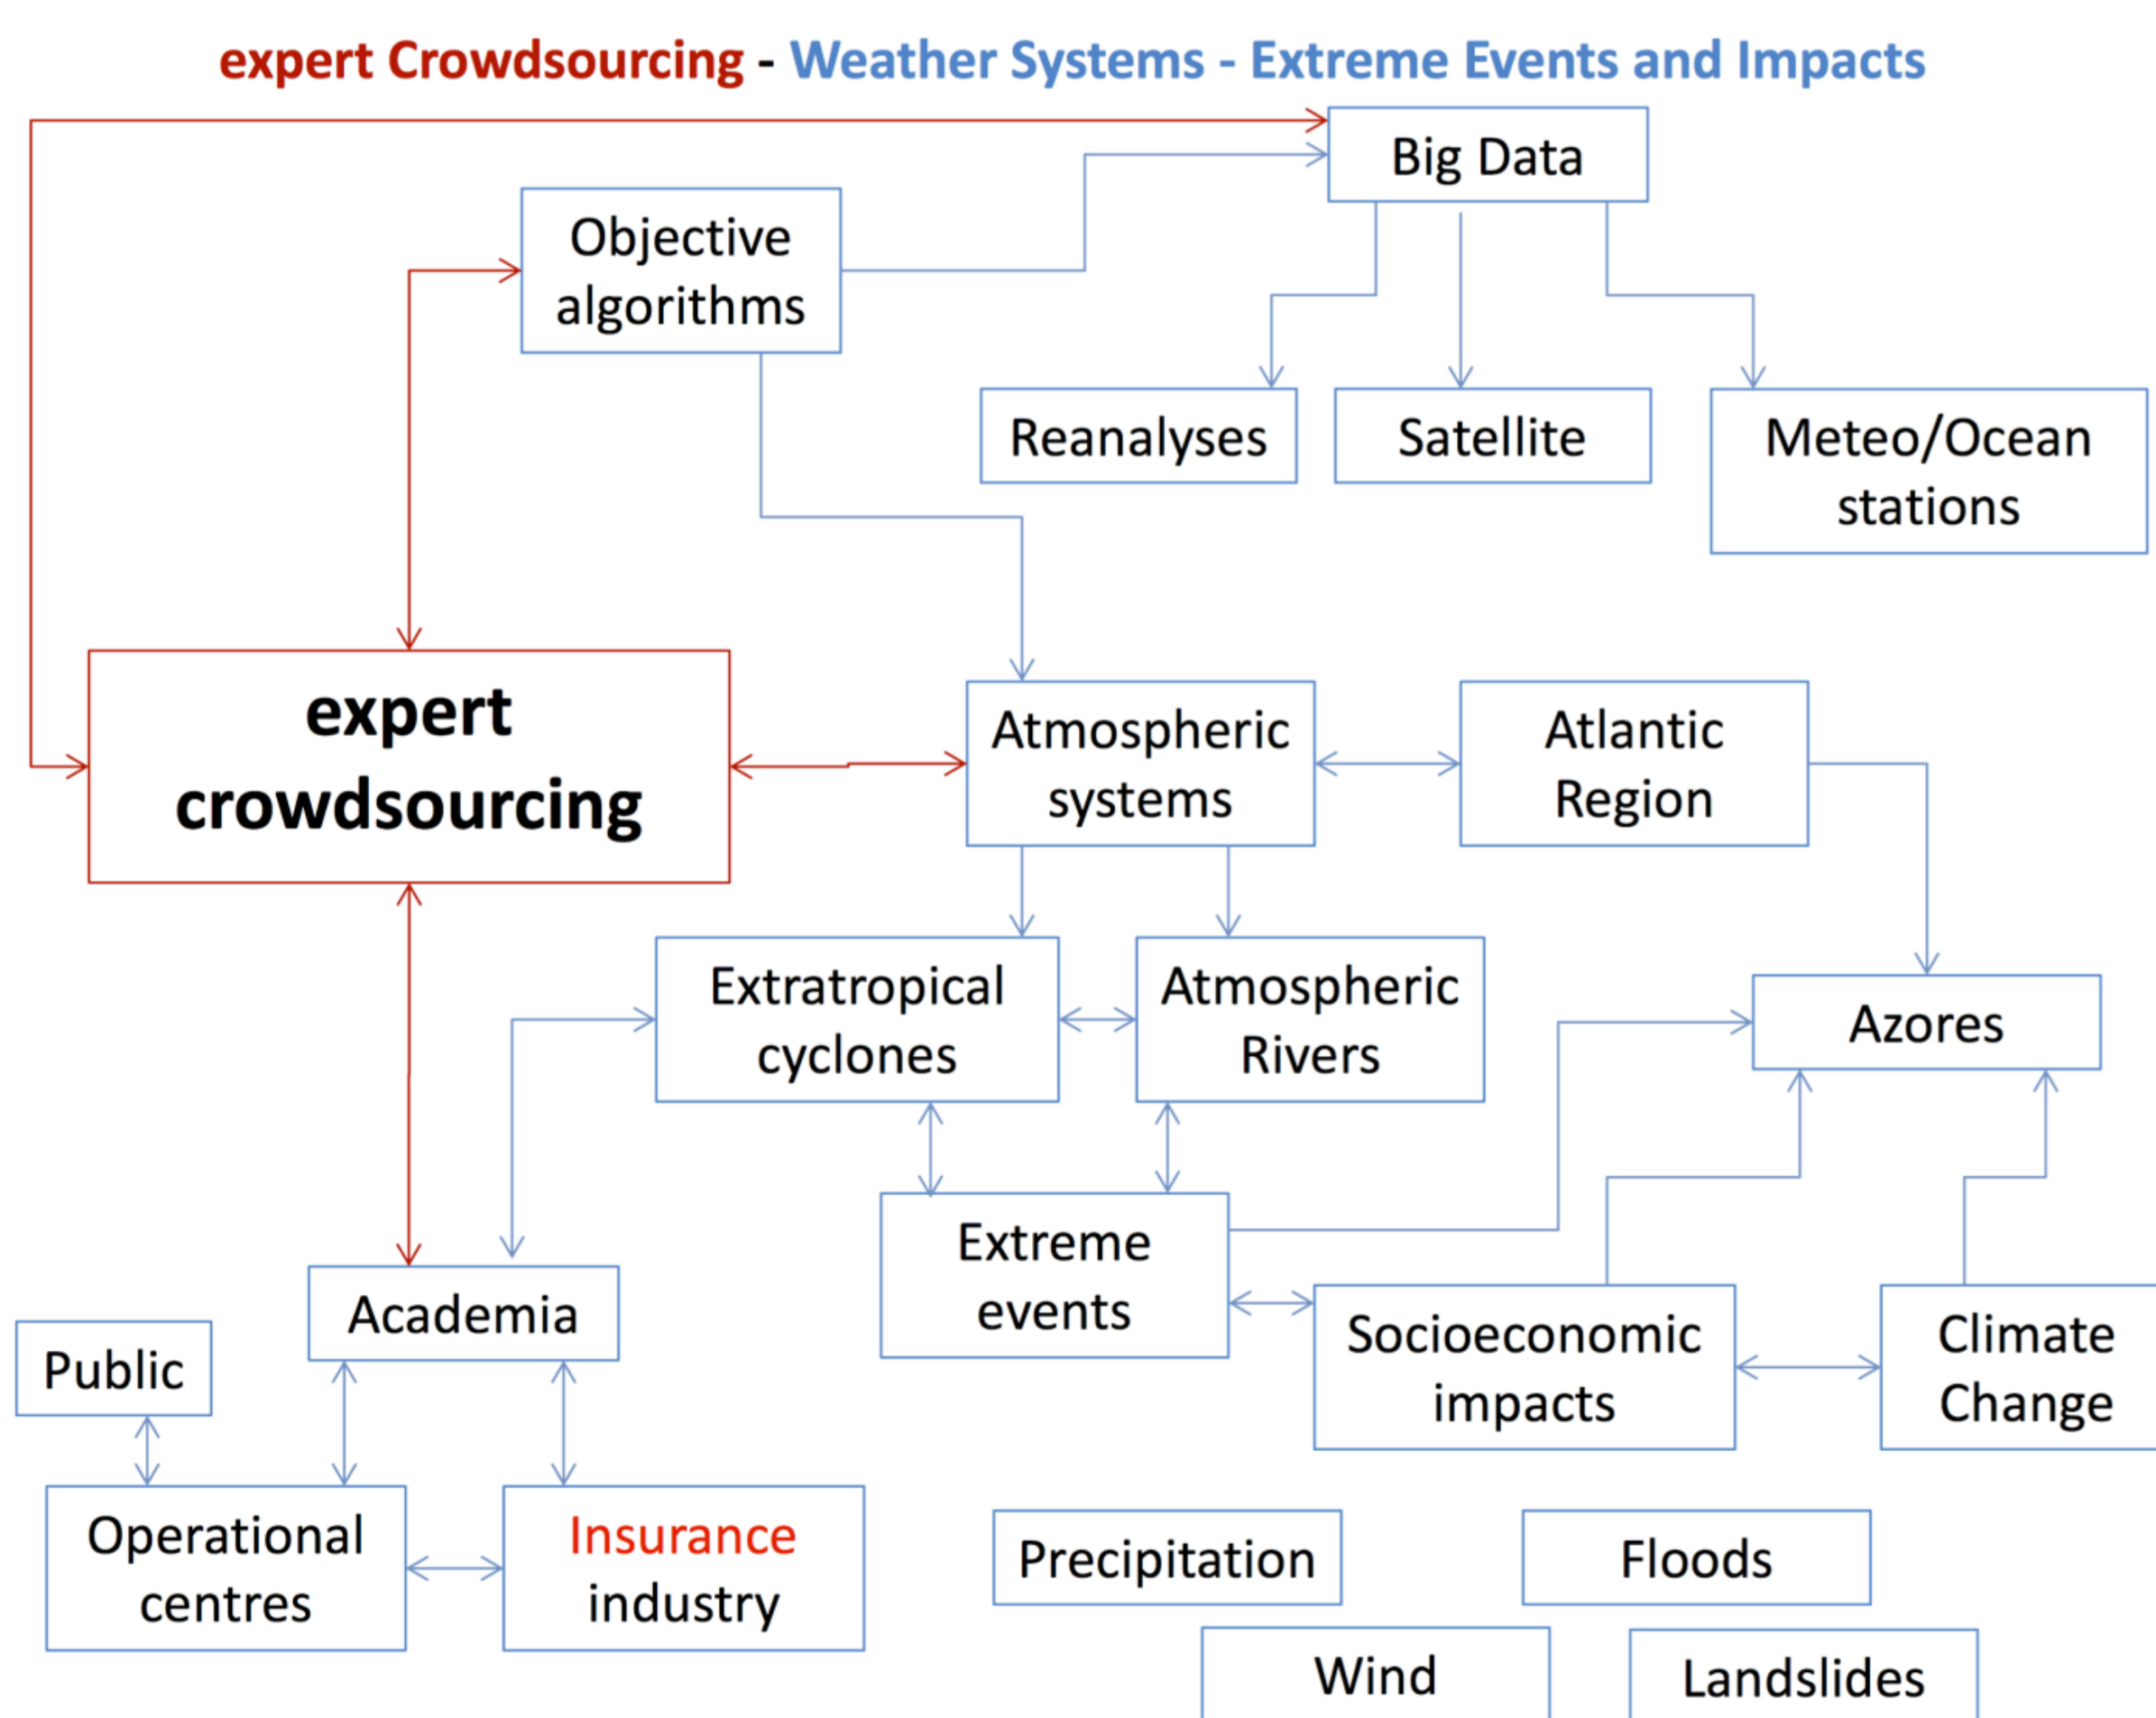 expert Crowdsourcing - Weather Systems - Extreme Events and Impacts
Big Data
Objective
algorithms
Reanalyses
Satellite
Meteo/Ocean
stations
expert
crowdsourcing
Atmospheric
systems
Atlantic
Region
Extratropical
cyclones
Atmospheric
Rivers
Azores
Extreme
events
Academia
Public
Socioeconomic
impacts
Climate
Change
Operational
centres
Insurance
industry
Precipitation
Floods
Wind
Landslides